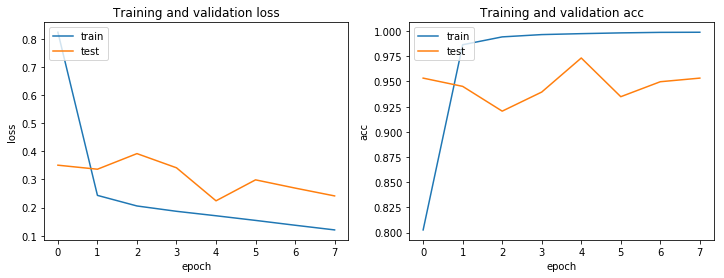 Training and validation loss
train
test
0.8
0.7
0.6
0.5
0.4
0.3
0.2
0.1
loss
0 1 2 3 4 5 6 7
epoch
Training and validation acc
train
test
1.000
0.975
0.950
0.925
0.900
0.875
0.850
0.825
0.800
acc
0 1 2 3 4 5 6 7
epoch